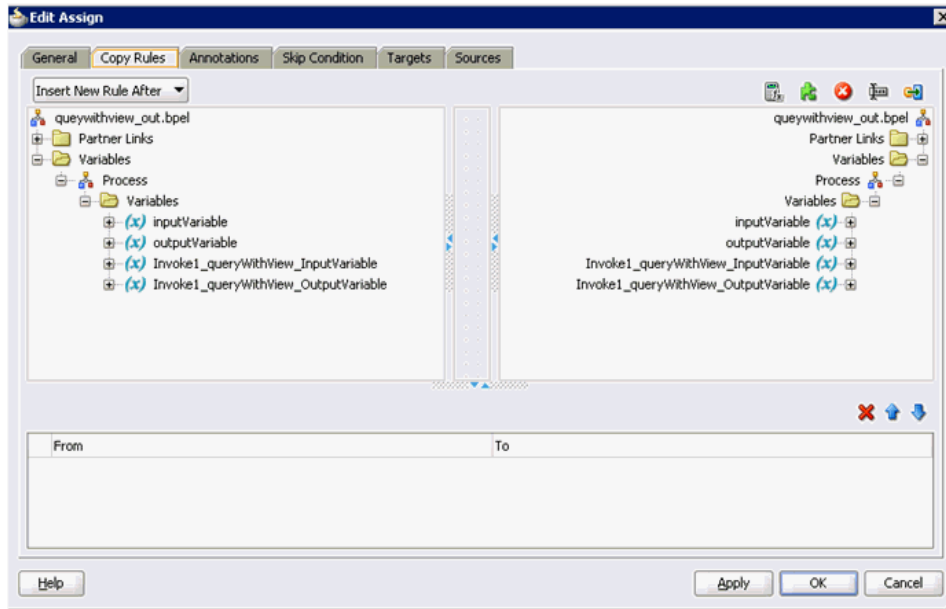 Edit Assign
General Copy Rules Annotations Skip Condition Targets Sources
Insert New Rule After
queywithview_out.bpel queywithview_out.bpel
Partner Links Partner Links
Variables Variables
Process Process
Variables Variables
(x) inputVariable inputVariable (x)
(x) outputVariable outputVariable (x)
(x) Invoke1_queryWithView_InputVariable Invoke1_queryWithView_InputVariable (x)
(x) Invoke1_queryWithView_OutputVariable Invoke1_queryWithView_OutputVariable (x)
From To
Help Apply OK Cancel